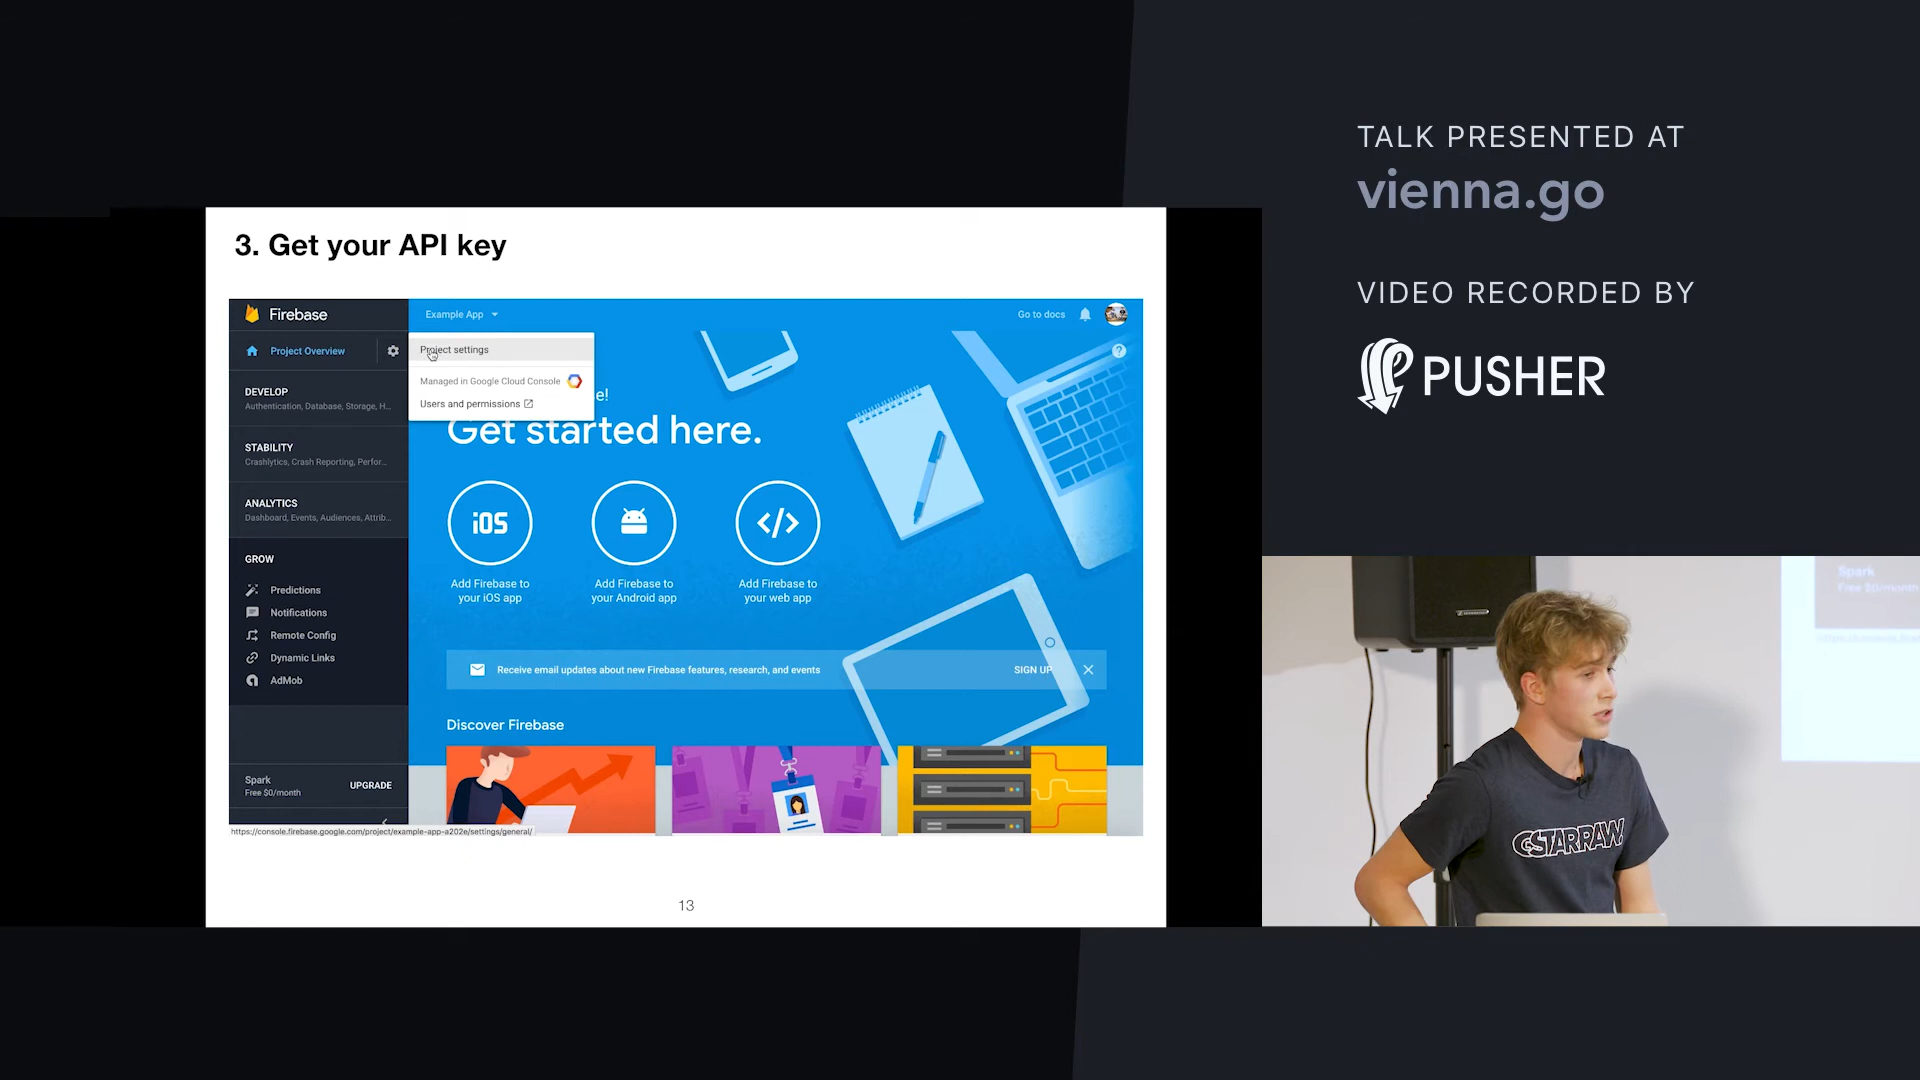 TALK PRESENTED AT
vienna.go
VIDEO RECORDED BY
PUSHER
3. Get your API key
Firebase
Example App
Go to docs
Project Overview
Project settings
Managed in Google Cloud Console
Users and permissions
e!
Get started here.
DEVELOP
Authentication, Database, Storage, H...
STABILITY
Crashlytics, Crash Reporting, Perfor...
ANALYTICS
Dashboard, Events, Audiences, Attrib...
GROW
Predictions
Notifications
Remote Config
Dynamic Links
AdMob
iOS
Add Firebase to
your iOS app
Add Firebase to
your Android app
</>
Add Firebase to
your web app
Receive email updates about new Firebase features, research, and events
SIGN UP
Discover Firebase
Spark
Free $0/month
UPGRADE
https://console.firebase.google.com/project/example-app-a202e/settings/general/
13
Spark
Free $0/month
GSTARRAW